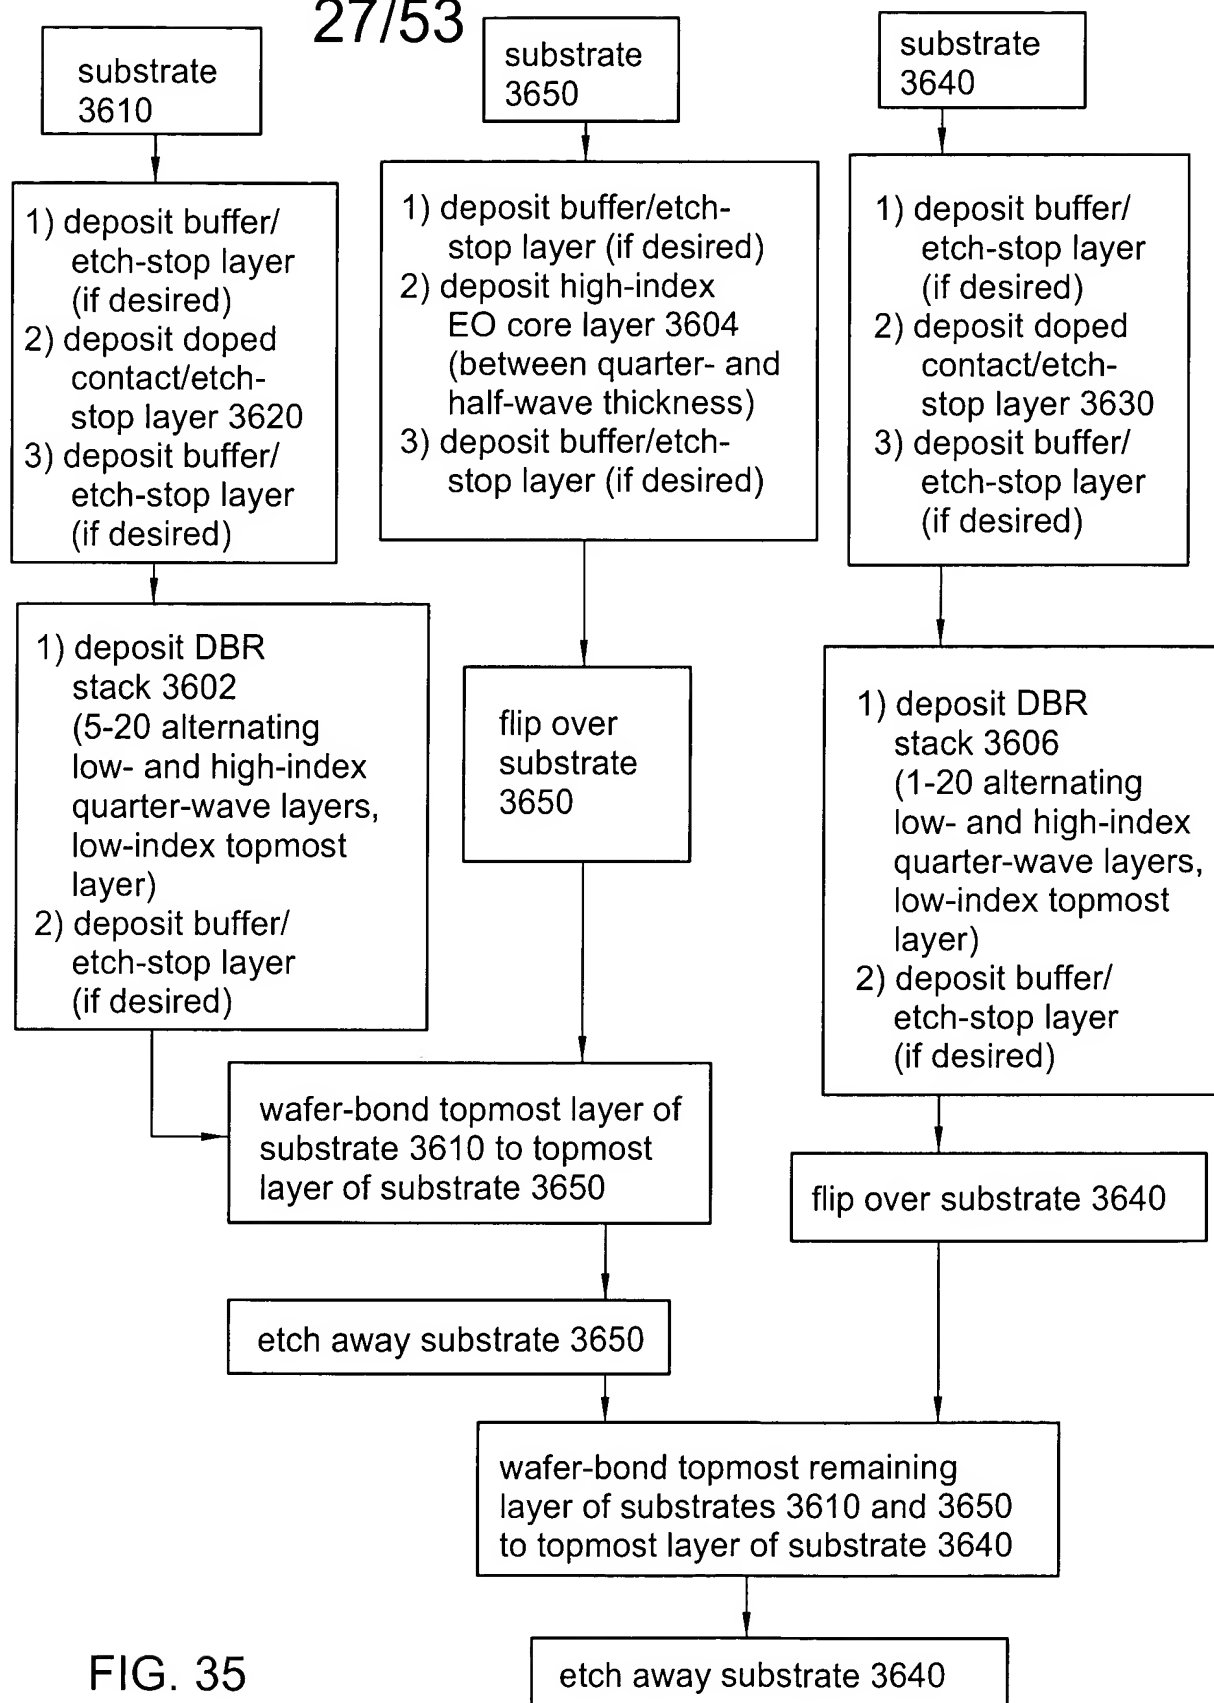 27/53
substrate
3610
substrate
3650
substrate
3640
1) deposit buffer/
etch-stop layer
(if desired)
2) deposit doped
contact/etch-
stop layer 3620
3) deposit buffer/
etch-stop layer
(if desired)
1) deposit buffer/etch-
stop layer (if desired)
2) deposit high-index
EO core layer 3604
(between quarter- and
half-wave thickness)
3) deposit buffer/etch-
stop layer (if desired)
1) deposit buffer/
etch-stop layer
(if desired)
2) deposit doped
contact/etch-
stop layer 3630
3) deposit buffer/
etch-stop layer
(if desired)
1) deposit DBR
stack 3602
(5-20 alternating
low- and high-index
quarter-wave layers,
low-index topmost
layer)
2) deposit buffer/
etch-stop layer
(if desired)
flip over
substrate
3650
1) deposit DBR
stack 3606
(1-20 alternating
low- and high-index
quarter-wave layers,
low-index topmost
layer)
2) deposit buffer/
etch-stop layer
(if desired)
wafer-bond topmost layer of
substrate 3610 to topmost
layer of substrate 3650
flip over substrate 3640
etch away substrate 3650
wafer-bond topmost remaining
layer of substrates 3610 and 3650
to topmost layer of substrate 3640
etch away substrate 3640
FIG. 35